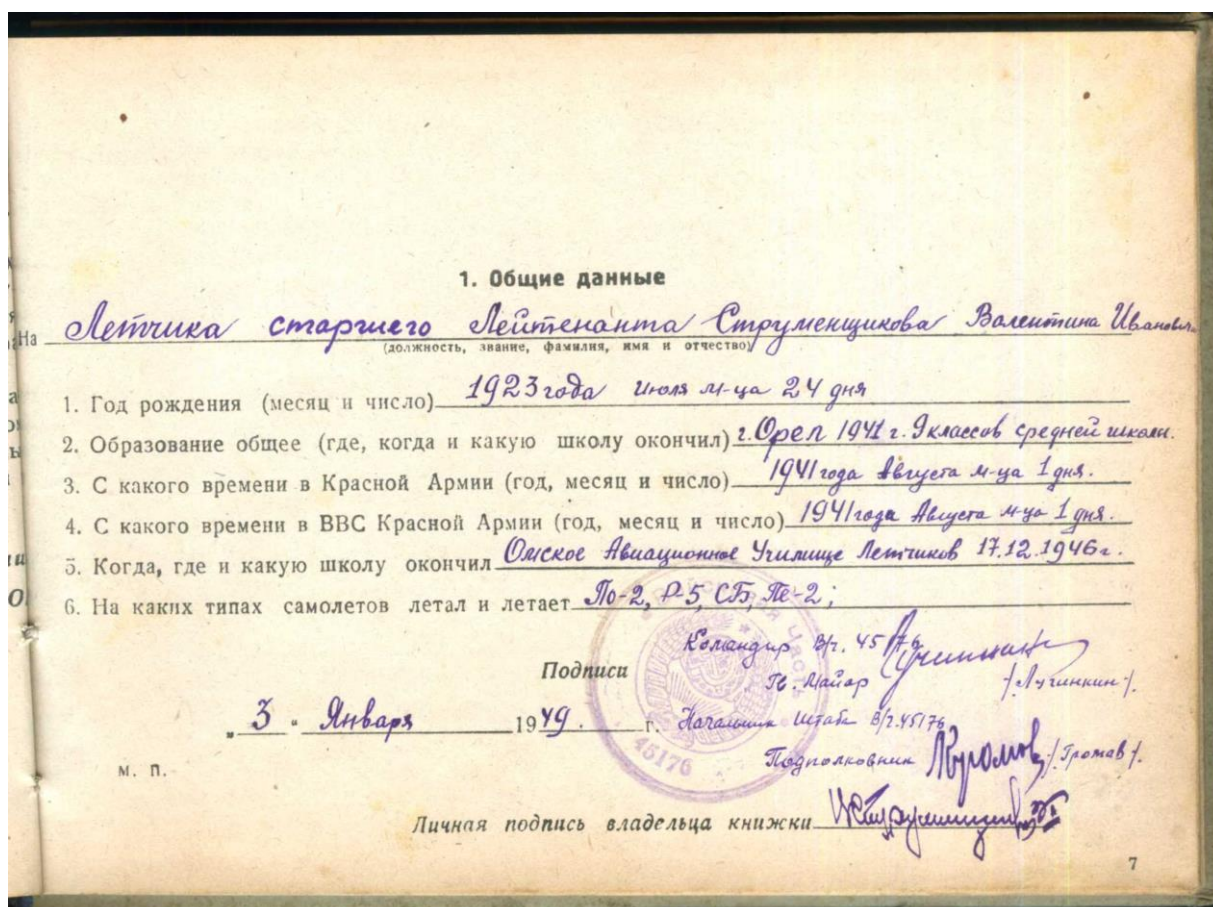 1. Общие данные
На Летчика старшего Лейтенанта Струменщикова Валентина Ивановича
(должность, звание, фамилия, имя и отчество)
1. Год рождения (месяц и число) 1923 года Июля м-ца 24 дня
2. Образование общее (где, когда и какую школу окончил) г. Орел 1941 г. 9 классов средней школы.
3. С какого времени в Красной Армии (год, месяц и число) 1941 года Августа м-ца 1 дня.
4. С какого времени в ВВС Красной Армии (год, месяц и число) 1941 года Августа м-ца 1 дня.
5. Когда, где и какую школу окончил Омское Авиационное Училище Летчиков 17.12.1946 г.
6. На каких типах самолетов летал и летает По-2, Р-5, СБ, Пе-2;
Командир В/ч. 45176
Подписи
Гв. Майор /Лучинкин/.
„3“ Января 1949. г. Начальник Штаба В/ч. 45176
Подполковник /Громов/.
м. п.
45176
Личная подпись владельца книжки
7